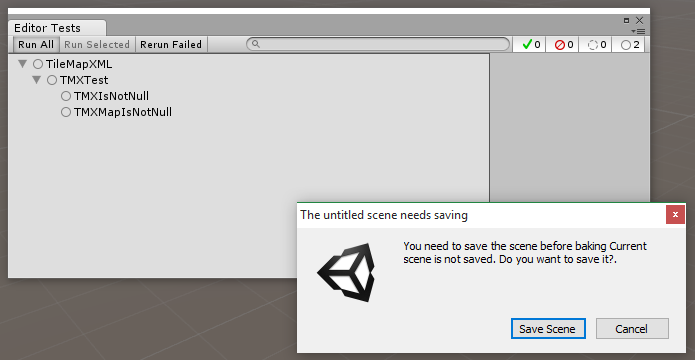 Editor Tests
Run All Run Selected Rerun Failed 0 0 0 2
TileMapXML
TMXTest
TMXIsNotNull
TMXMapIsNotNull
The untitled scene needs saving
You need to save the scene before baking Current
scene is not saved. Do you want to save it?.
Save Scene Cancel